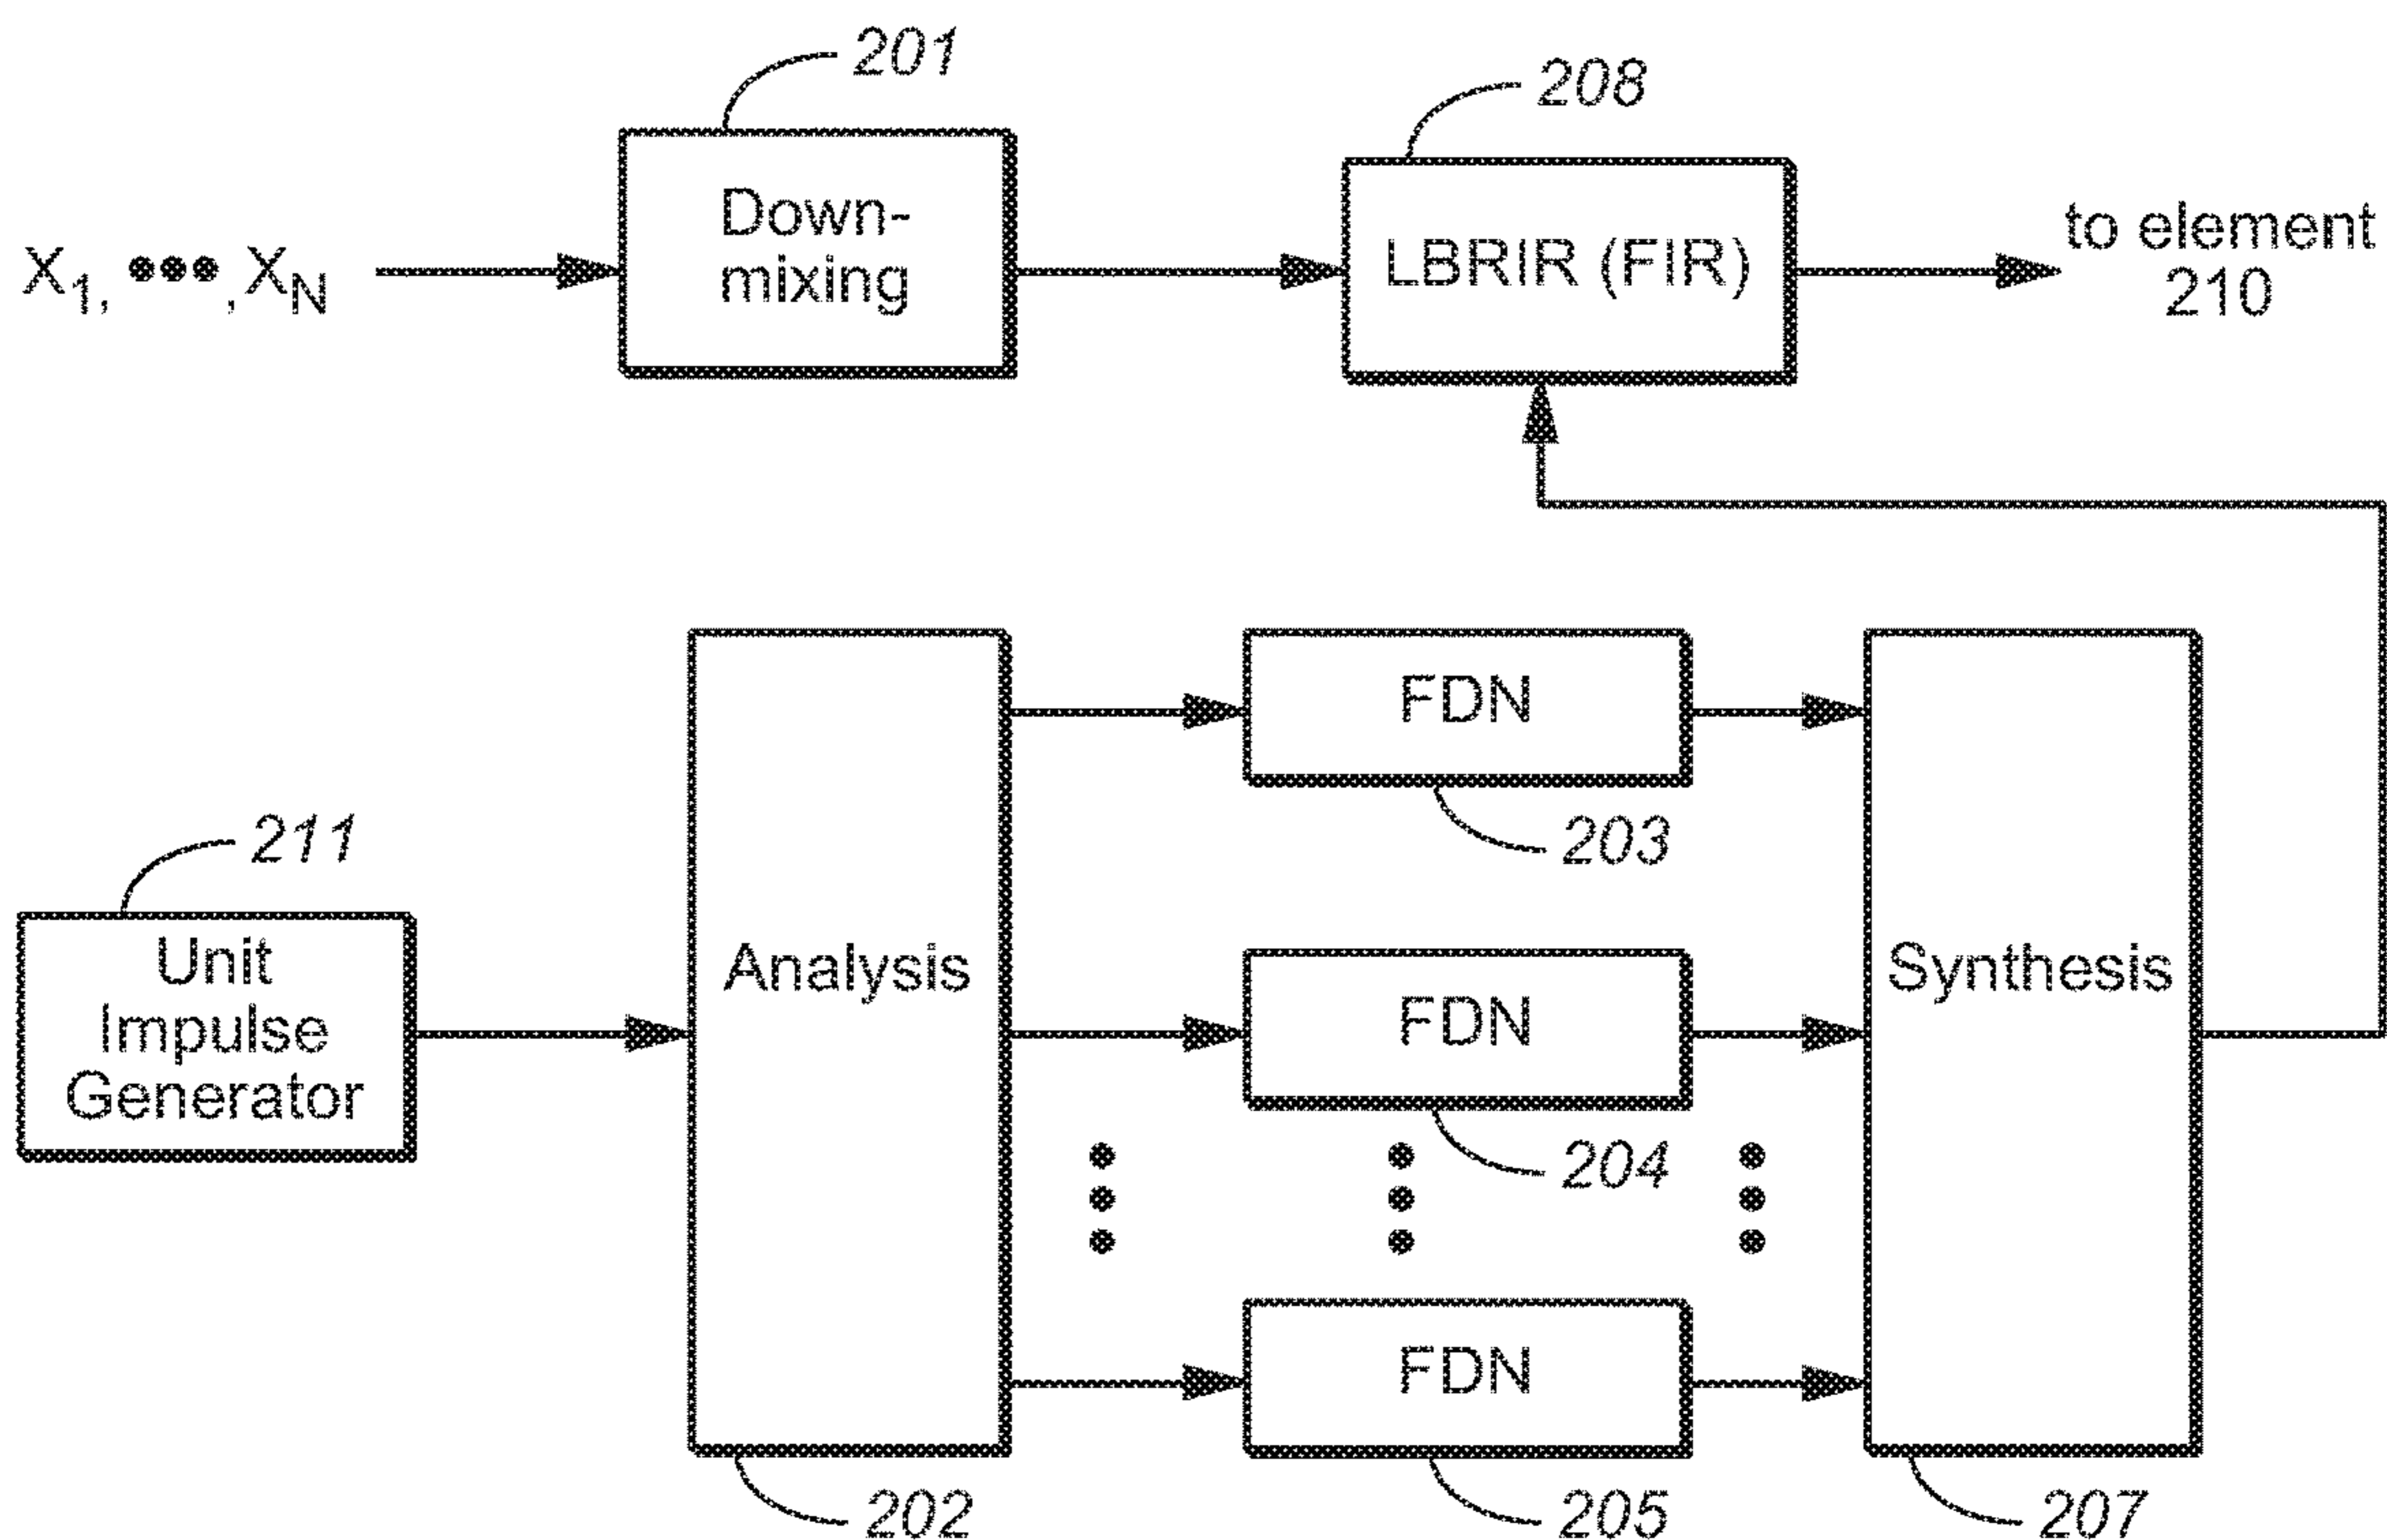 201
208
Down-
mixing
LBRIR (FIR)
to element
210
X1, •••, XN
FDN
203
211
Unit
Impulse
Generator
Analysis
FDN
Synthesis
204
FDN
202
205
207